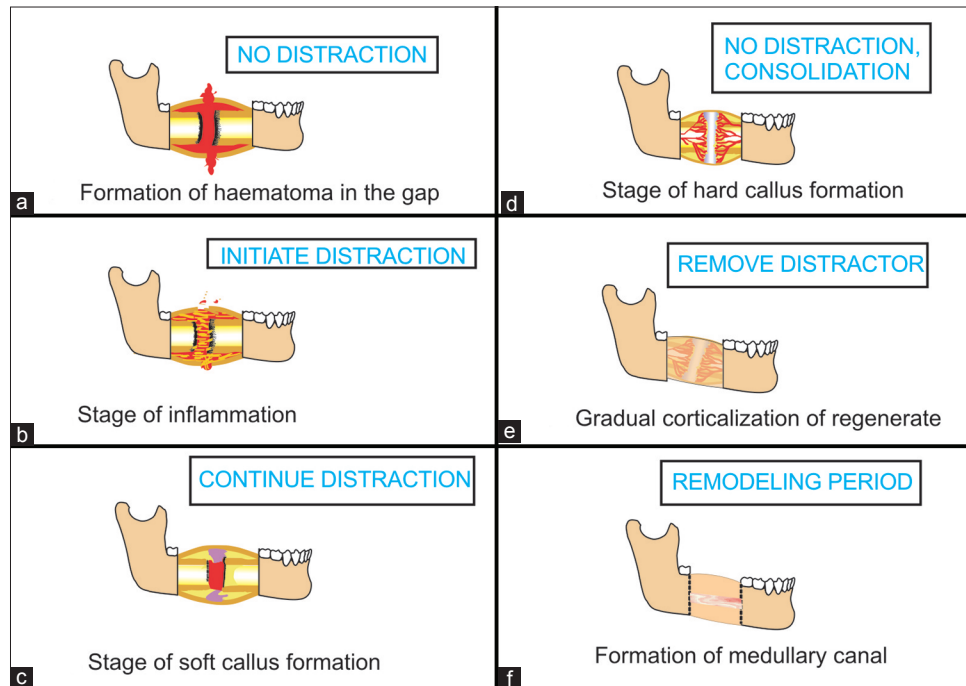 NO DISTRACTION
Formation of haematoma in the gap
a
INITIATE DISTRACTION
Stage of inflammation
b
CONTINUE DISTRACTION
Stage of soft callus formation
c
NO DISTRACTION,
CONSOLIDATION
Stage of hard callus formation
d
REMOVE DISTRACTOR
Gradual corticalization of regenerate
e
REMODELING PERIOD
Formation of medullary canal
f